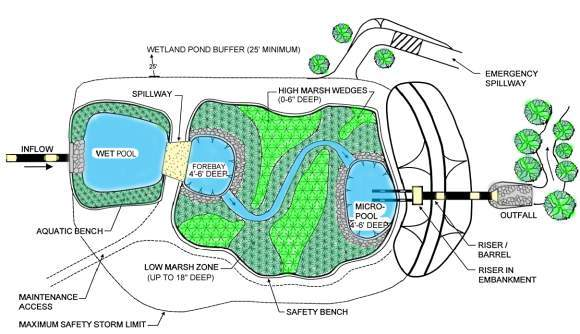 WETLAND POND BUFFER (25' MINIMUM)
25'
SPILLWAY
HIGH MARSH WEDGES
(0-6" DEEP)
EMERGENCY
SPILLWAY
INFLOW
WET POOL
FOREBAY
4'-6' DEEP
MICRO-
POOL
4'-6' DEEP
OUTFALL
AQUATIC BENCH
RISER /
BARREL
LOW MARSH ZONE
(UP TO 18" DEEP)
RISER IN
EMBANKMENT
MAINTENANCE
ACCESS
SAFETY BENCH
MAXIMUM SAFETY STORM LIMIT